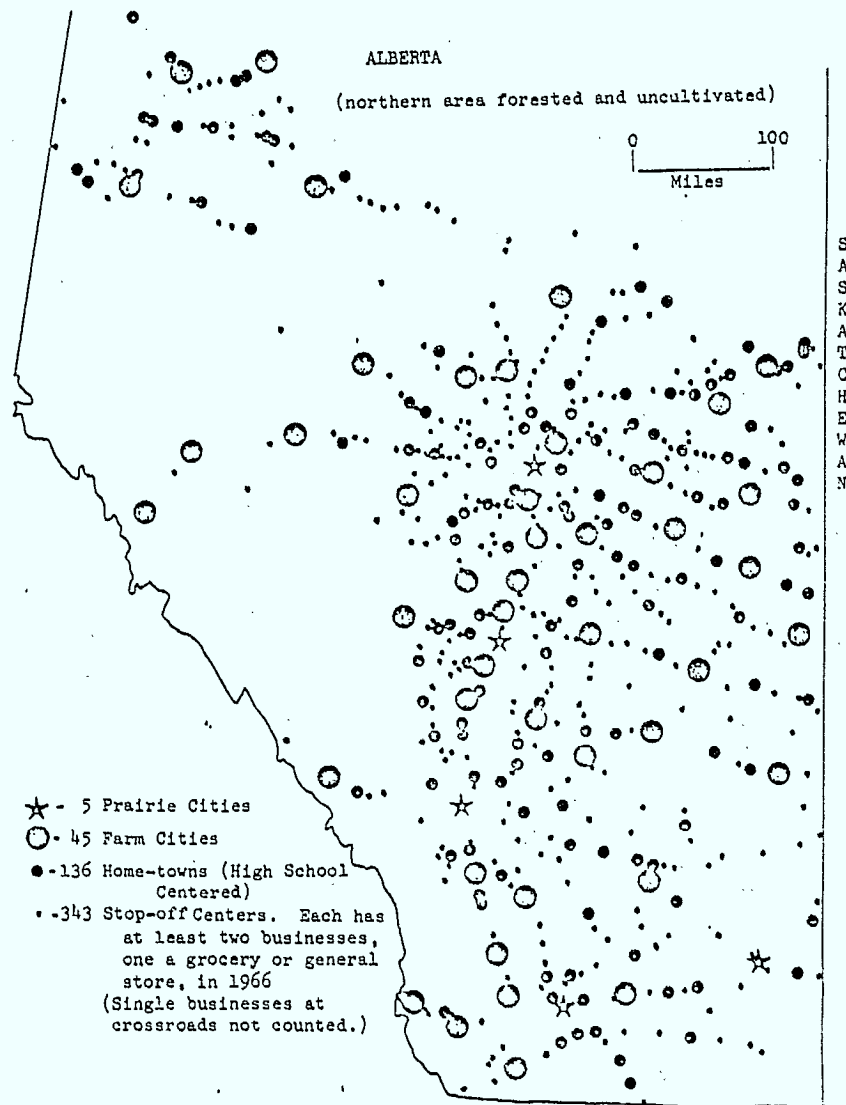 ALBERTA
(northern area forested and uncultivated)
0 100
Miles
SASKATCHEWAN
- 5 Prairie Cities
- 45 Farm Cities
-136 Home-towns (High School
Centered)
-343 Stop-off Centers. Each has
at least two businesses,
one a grocery or general
store, in 1966
(Single businesses at
crossroads not counted.)